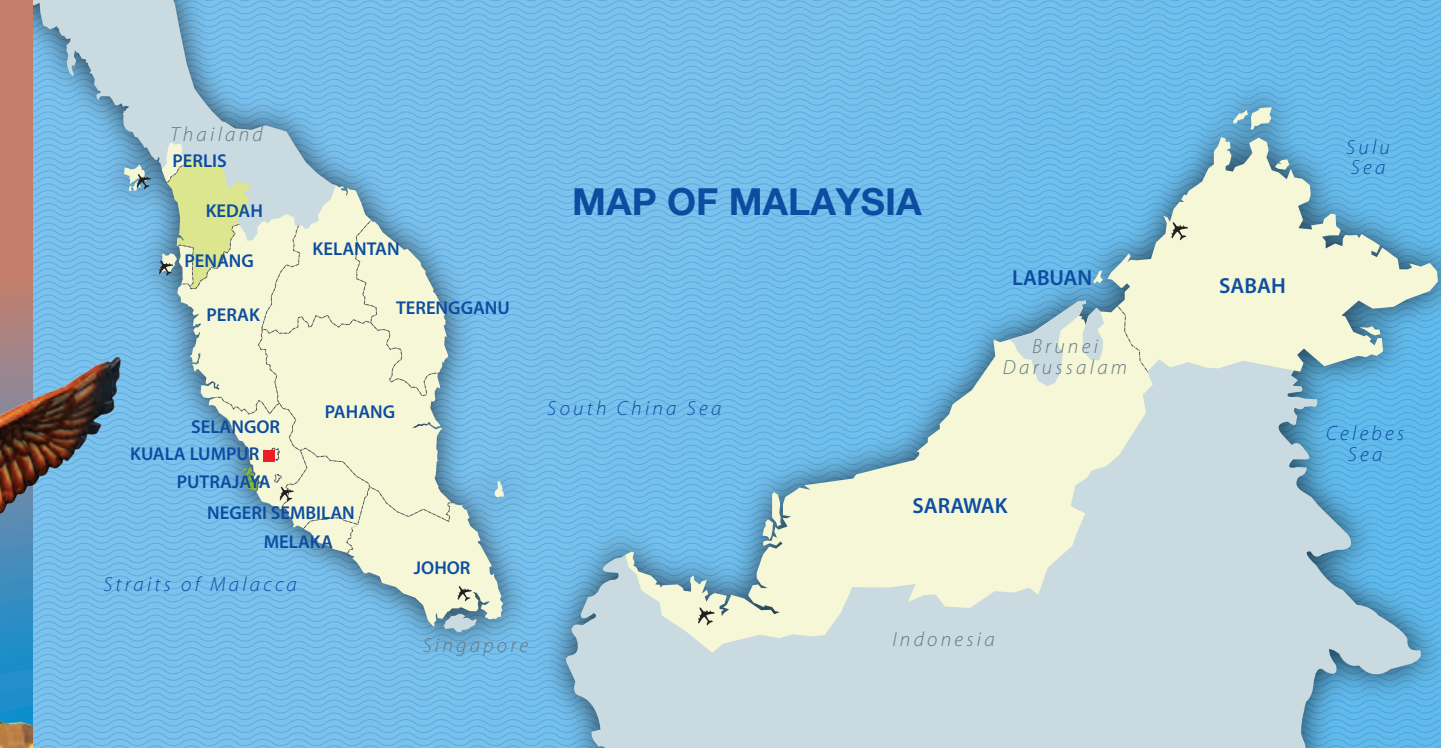 MAP OF MALAYSIA
Thailand
PERLIS
KEDAH
PENANG
KELANTAN
PERAK
TERENGGANU
PAHANG
SELANGOR
KUALA LUMPUR
PUTRAJAYA
NEGERI SEMBILAN
MELAKA
JOHOR
Straits of Malacca
Singapore
South China Sea
Sulu
Sea
LABUAN
SABAH
Brunei
Darussalam
Celebes
Sea
SARAWAK
Indonesia